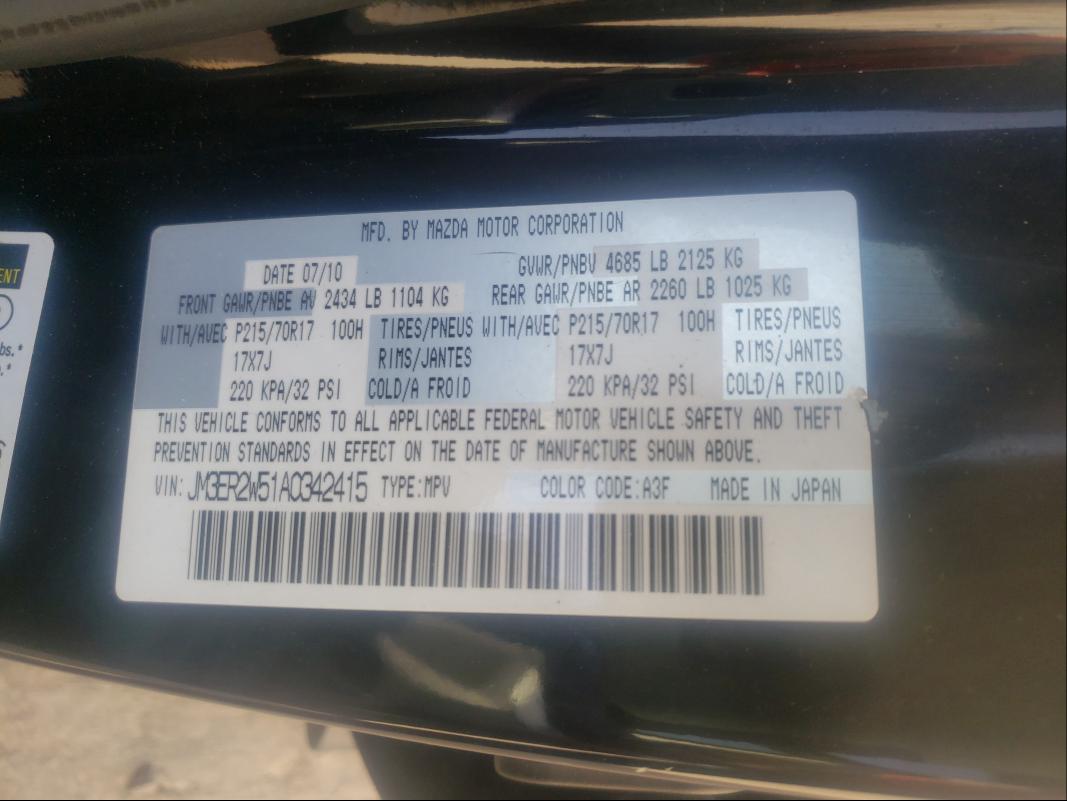 MFD. BY MAZDA MOTOR CORPORATION
DATE 07/10 GVWR/PNBV 4685 LB 2125 KG
FRONT GAWR/PNBE AV 2434 LB 1104 KG REAR GAWR/PNBE AR 2260 LB 1025 KG
WITH/AVEC P215/70R17 100H TIRES/PNEUS WITH/AVEC P215/70R17 100H TIRES/PNEUS
17X7J RIMS/JANTES 17X7J RIMS/JANTES
220 KPA/32 PSI COLD/A FROID 220 KPA/32 PSI COLD/A FROID
THIS VEHICLE CONFORMS TO ALL APPLICABLE FEDERAL MOTOR VEHICLE SAFETY AND THEFT
PREVENTION STANDARDS IN EFFECT ON THE DATE OF MANUFACTURE SHOWN ABOVE.
VIN: JM3ER2W51A0342415 TYPE:MPV COLOR CODE:A3F MADE IN JAPAN